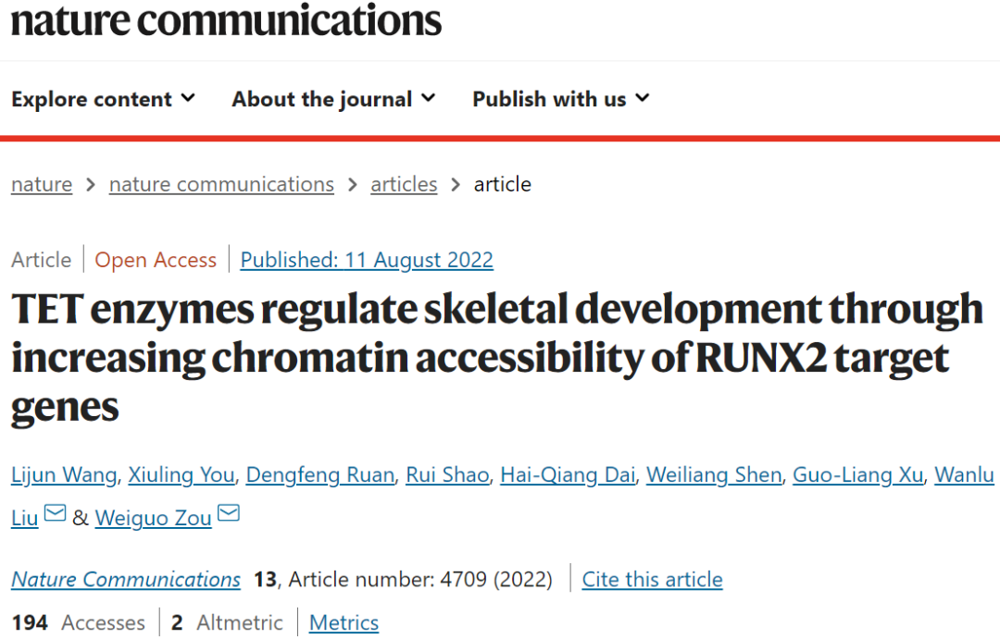 nature communications
Explore content About the journal Publish with us
nature > nature communications > articles > article
Article Open Access Published: 11 August 2022
TET enzymes regulate skeletal development through
increasing chromatin accessibility of RUNX2 target
genes
Lijun Wang, Xiuling You, Dengfeng Ruan, Rui Shao, Hai-Qiang Dai, Weiliang Shen, Guo-Liang Xu, Wanlu
Liu & Weiguo Zou
Nature Communications 13, Article number: 4709 (2022) Cite this article
194 Accesses 2 Altmetric Metrics